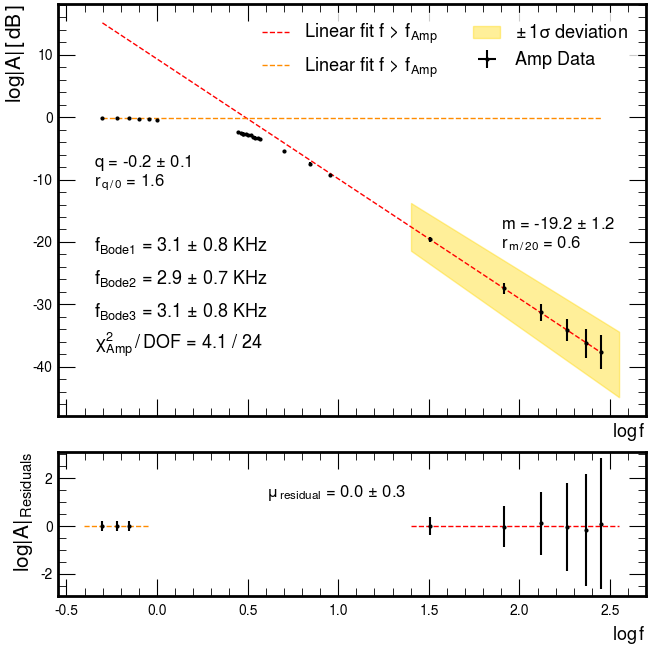 log|A| [dB]
Linear fit f > f_Amp
Linear fit f > f_Amp
± 1σ deviation
Amp Data
10
0
-10
-20
-30
-40
q = -0.2 ± 0.1
r_q/0 = 1.6
m = -19.2 ± 1.2
r_m/20 = 0.6
f_Bode1 = 3.1 ± 0.8 KHz
f_Bode2 = 2.9 ± 0.7 KHz
f_Bode3 = 3.1 ± 0.8 KHz
χ²_Amp/DOF = 4.1 / 24
log f
log|A|_Residuals
μ_residual = 0.0 ± 0.3
2
0
-2
-0.5 0.0 0.5 1.0 1.5 2.0 2.5
log f